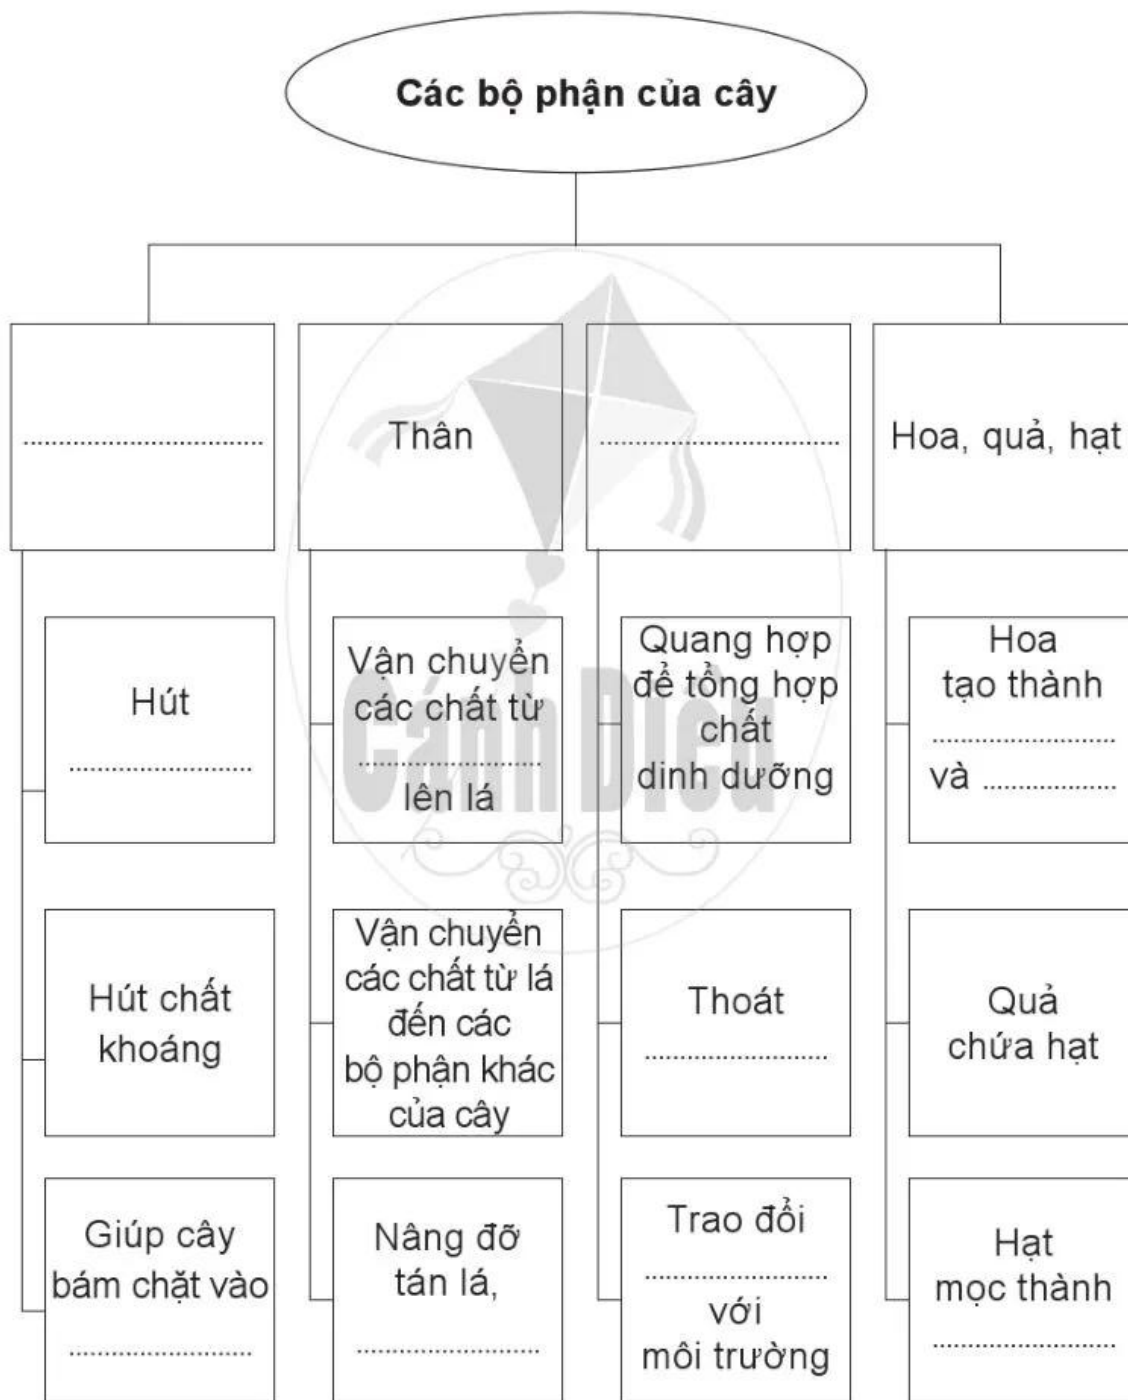 Các bộ phận của cây
............................
Thân
............................
Hoa, quả, hạt
Hút
......................
Vận chuyển
các chất từ
......................
lên lá
Quang hợp
để tổng hợp
chất
dinh dưỡng
Hoa
tạo thành
......................
và ................
Hút chất
khoáng
Vận chuyển
các chất từ lá
đến các
bộ phận khác
của cây
Thoát
......................
Quả
chứa hạt
Giúp cây
bám chặt vào
......................
Nâng đỡ
tán lá,
......................
Trao đổi
......................
với
môi trường
Hạt
mọc thành
......................
Cánh Diều